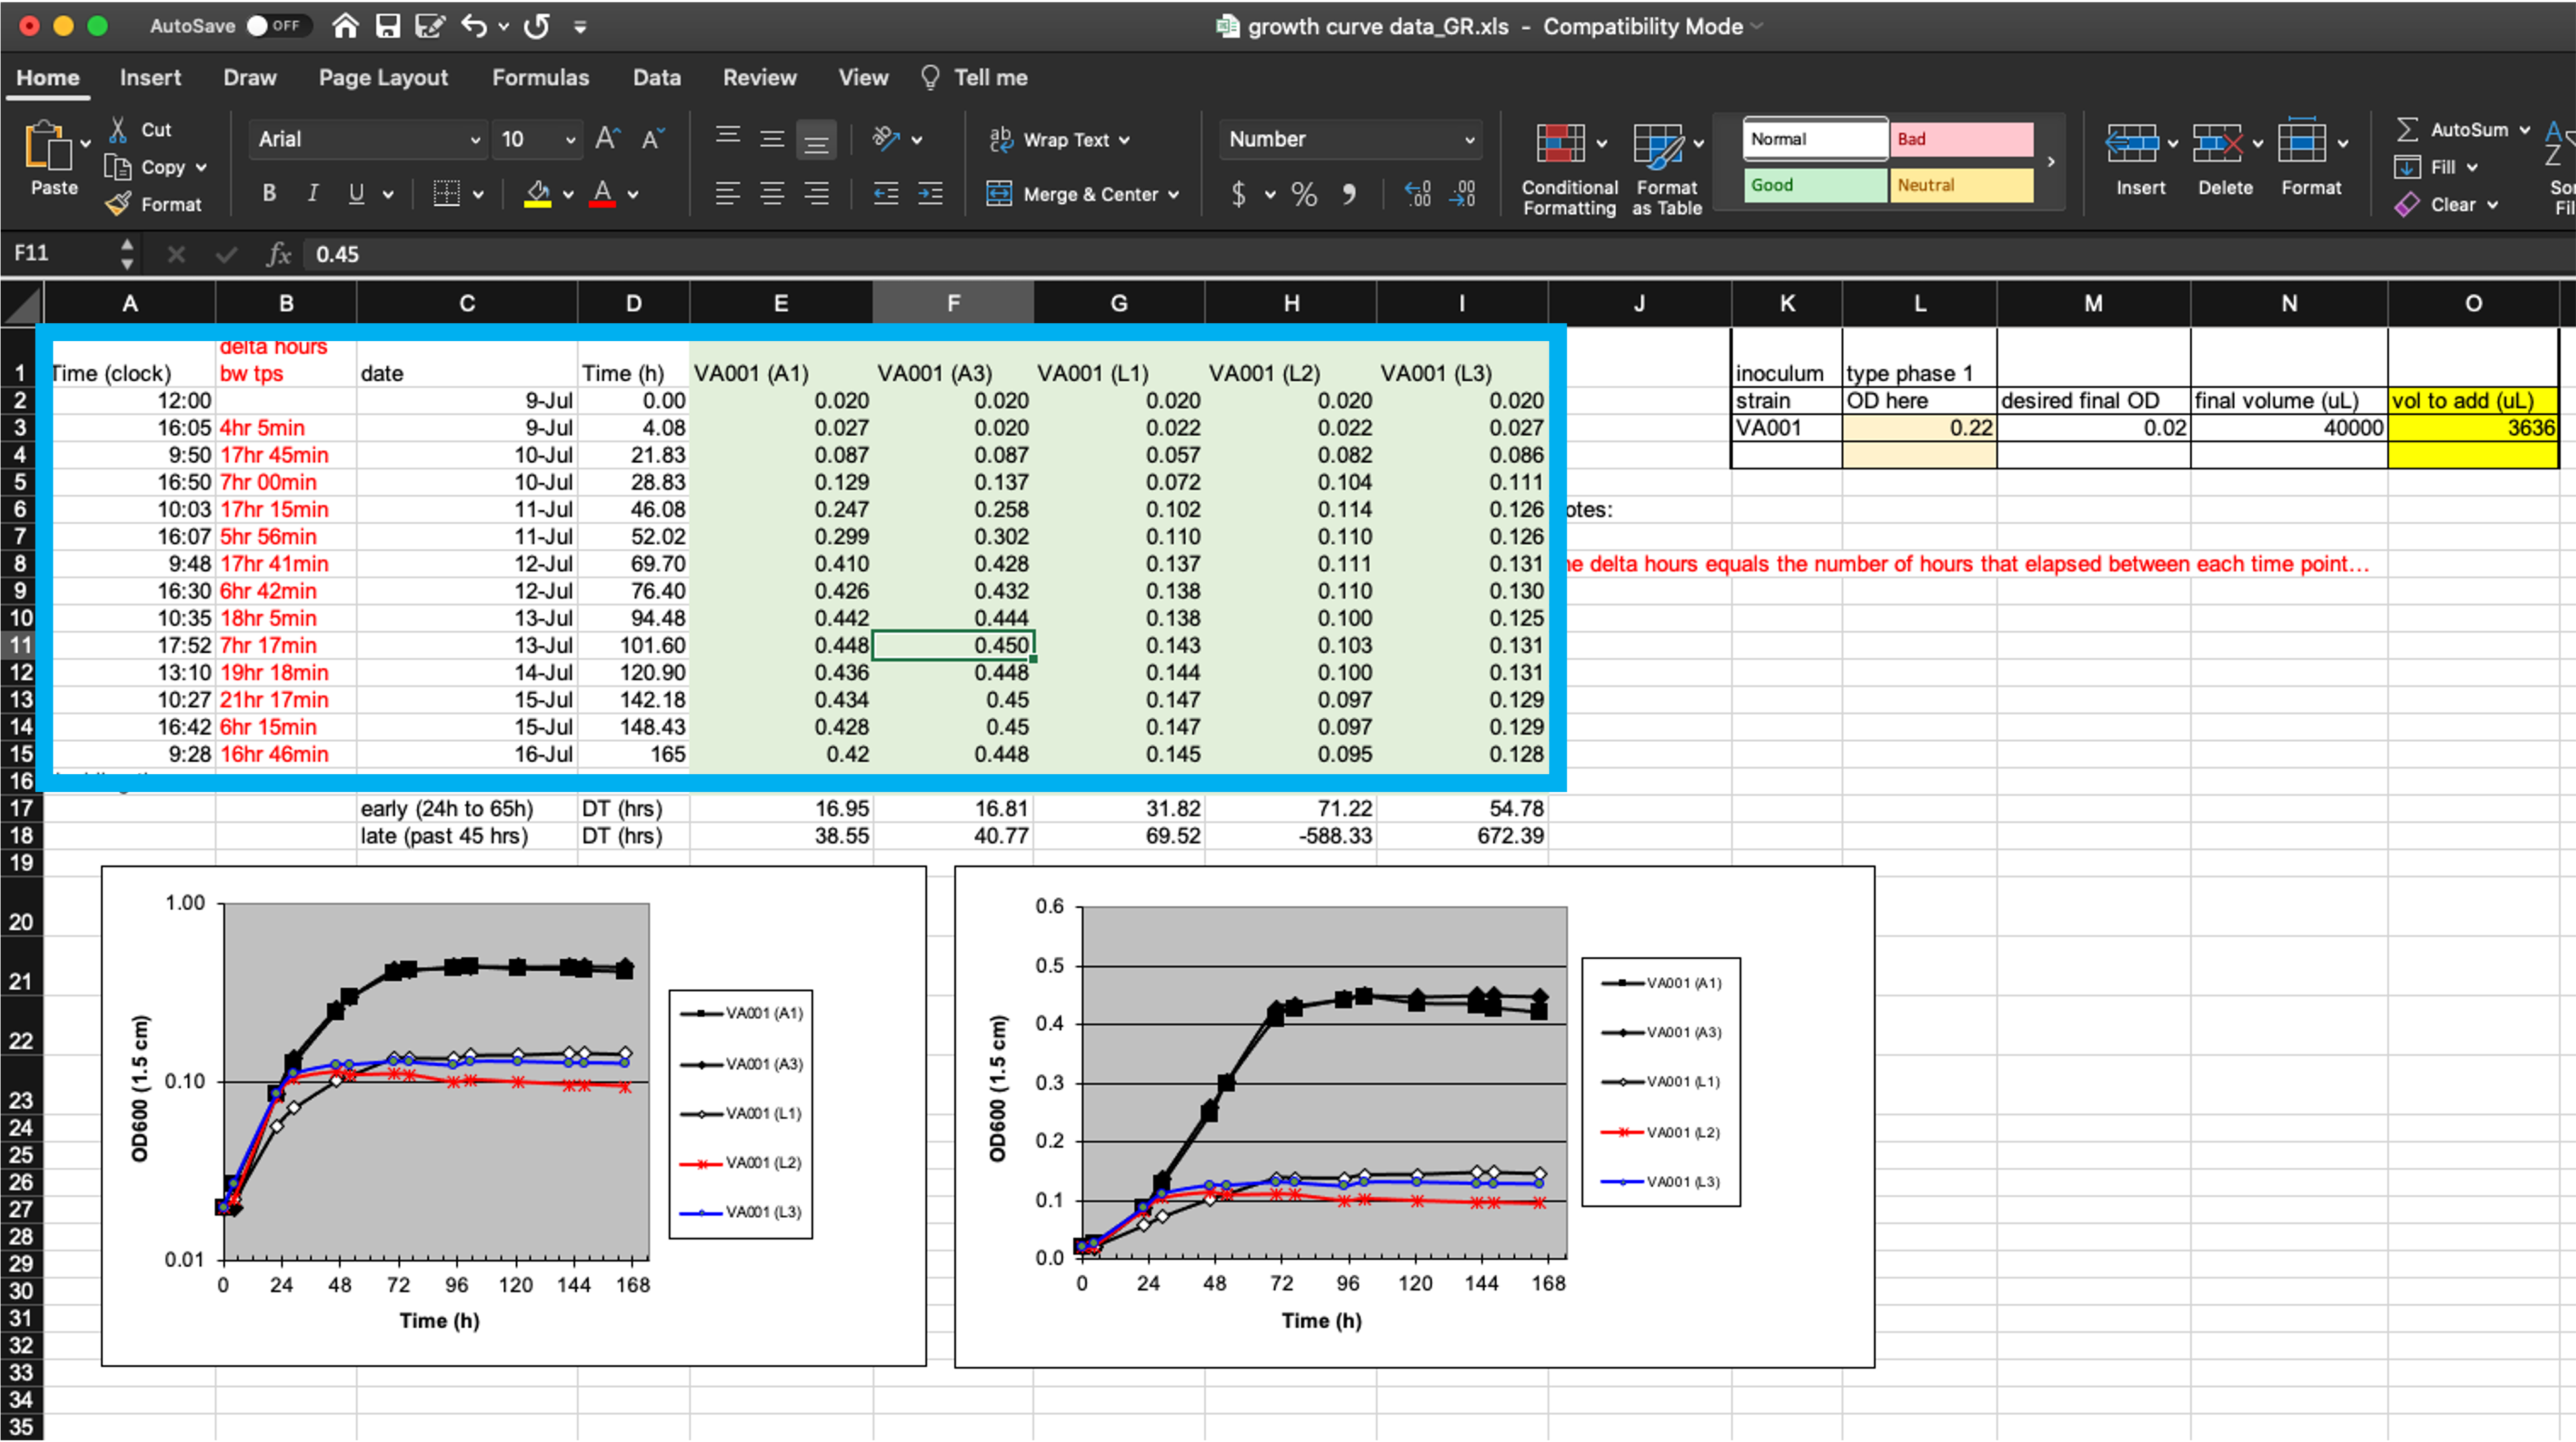 AutoSave OFF growth curve data_GR.xls - Compatibility Mode
Home Insert Draw Page Layout Formulas Data Review View Tell me
Paste Cut Copy Format
Arial 10 Wrap Text Number
B I U Merge & Center $ %
Conditional Formatting Format as Table Normal Bad Good Neutral Insert Delete Format AutoSum Fill Clear
F11 fx 0.45
A B C D E F G H I J K L M N O
1 Time (clock) delta hours bw tps date Time (h) VA001 (A1) VA001 (A3) VA001 (L1) VA001 (L2) VA001 (L3) inoculum type phase 1
2 12:00 9-Jul 0.00 0.020 0.020 0.020 0.020 0.020 strain OD here desired final OD final volume (uL) vol to add (uL)
3 16:05 4hr 5min 9-Jul 4.08 0.027 0.020 0.022 0.022 0.027 VA001 0.22 0.02 40000 3636
4 9:50 17hr 45min 10-Jul 21.83 0.087 0.087 0.057 0.082 0.086
5 16:50 7hr 00min 10-Jul 28.83 0.129 0.137 0.072 0.104 0.111
6 10:03 17hr 15min 11-Jul 46.08 0.247 0.258 0.102 0.114 0.126 otes:
7 16:07 5hr 56min 11-Jul 52.02 0.299 0.302 0.110 0.110 0.126
8 9:48 17hr 41min 12-Jul 69.70 0.410 0.428 0.137 0.111 0.131 he delta hours equals the number of hours that elapsed between each time point...
9 16:30 6hr 42min 12-Jul 76.40 0.426 0.432 0.138 0.110 0.130
10 10:35 18hr 5min 13-Jul 94.48 0.442 0.444 0.138 0.100 0.125
11 17:52 7hr 17min 13-Jul 101.60 0.448 0.450 0.143 0.103 0.131
12 13:10 19hr 18min 14-Jul 120.90 0.436 0.448 0.144 0.100 0.131
13 10:27 21hr 17min 15-Jul 142.18 0.434 0.45 0.147 0.097 0.129
14 16:42 6hr 15min 15-Jul 148.43 0.428 0.45 0.147 0.097 0.129
15 9:28 16hr 46min 16-Jul 165 0.42 0.448 0.145 0.095 0.128
16
17 early (24h to 65h) DT (hrs) 16.95 16.81 31.82 71.22 54.78
18 late (past 45 hrs) DT (hrs) 38.55 40.77 69.52 -588.33 672.39
19
20
21
22
23
24
25
26
27
28
29
30
31
32
33
34
35
1.00
0.10
0.01
0 24 48 72 96 120 144 168
OD600 (1.5 cm)
Time (h)
VA001 (A1)
VA001 (A3)
VA001 (L1)
VA001 (L2)
VA001 (L3)
0.6
0.5
0.4
0.3
0.2
0.1
0.0
0 24 48 72 96 120 144 168
OD600 (1.5 cm)
Time (h)
VA001 (A1)
VA001 (A3)
VA001 (L1)
VA001 (L2)
VA001 (L3)